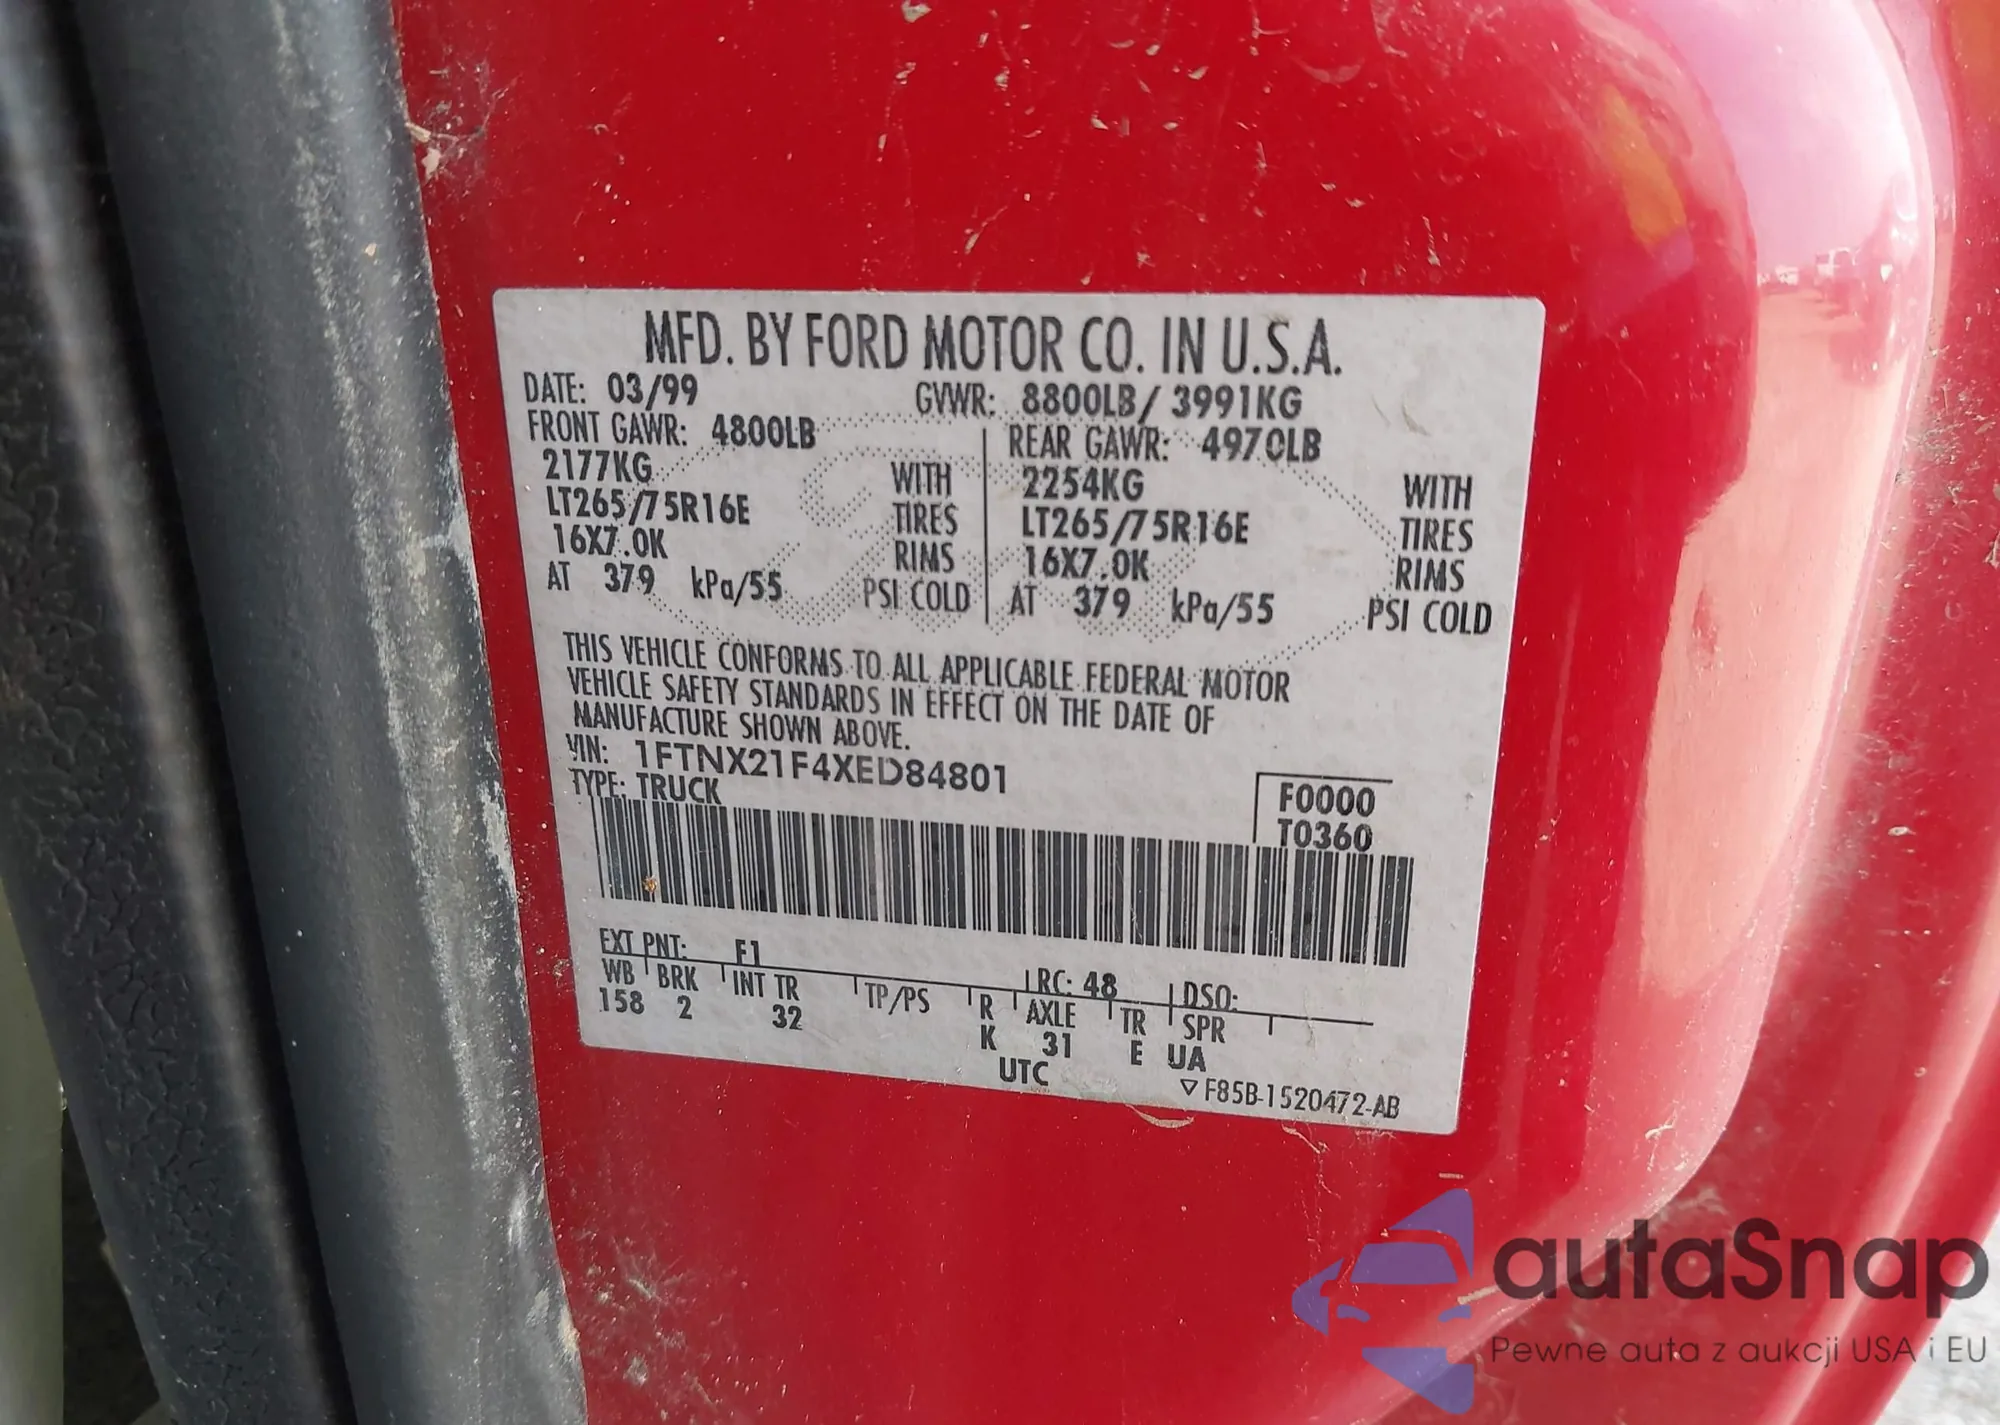 MFD. BY FORD MOTOR CO. IN U.S.A.
DATE: 03/99 GVWR: 8800LB/ 3991KG
FRONT GAWR: 4800LB REAR GAWR: 4970LB
2177KG WITH 2254KG WITH
LT265/75R16E TIRES LT265/75R16E TIRES
16X7.0K RIMS 16X7.0K RIMS
AT 379 kPa/55 PSI COLD AT 379 kPa/55 PSI COLD
THIS VEHICLE CONFORMS TO ALL APPLICABLE FEDERAL MOTOR
VEHICLE SAFETY STANDARDS IN EFFECT ON THE DATE OF
MANUFACTURE SHOWN ABOVE.
VIN: 1FTNX21F4XED84801
TYPE: TRUCK F0000
T0360
EXT PNT: F1 RC: 48 DSO:
WB BRK INT TR TP/PS R AXLE TR SPR
158 2 32 K 31 E UA
UTC
▽F85B-1520472-AB
autaSnap
Pewne auta z aukcji USA i EU